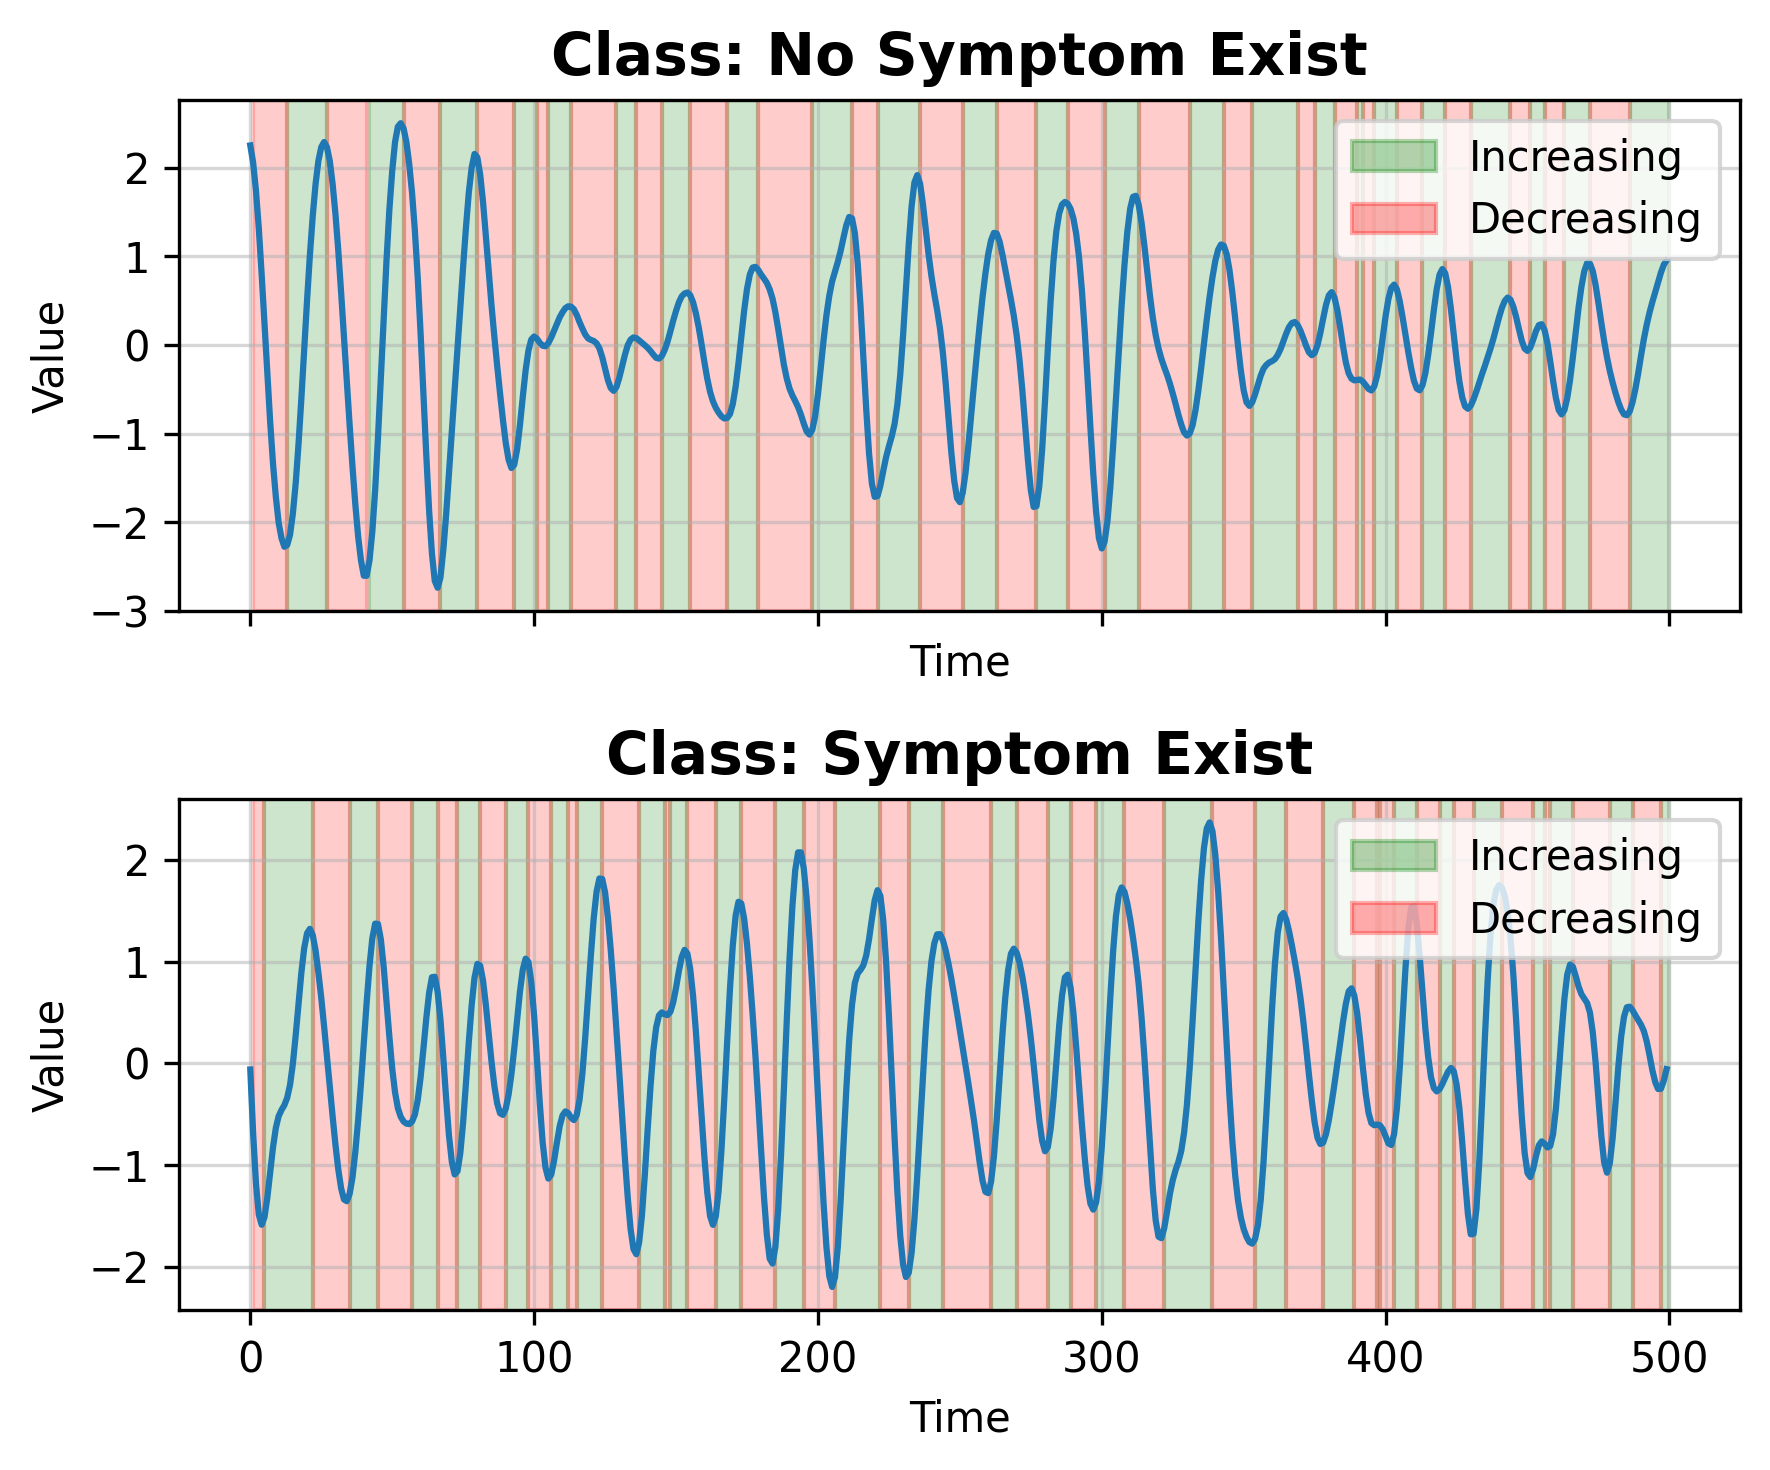 Class: No Symptom Exist
Value
2
1
0
−1
−2
−3
Increasing
Decreasing
Time
Class: Symptom Exist
Value
2
1
0
−1
−2
Increasing
Decreasing
0 100 200 300 400 500
Time